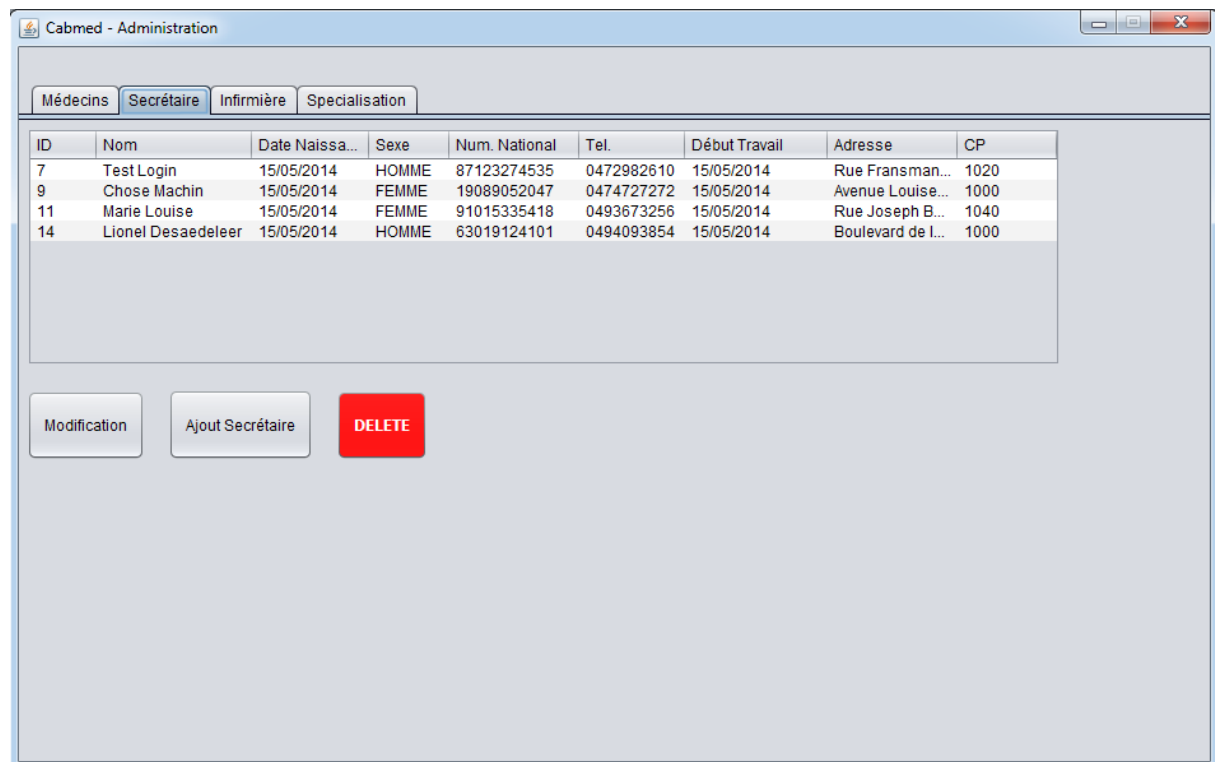 Cabmed - Administration
Médecins Secrétaire Infirmière Specialisation
ID Nom Date Naissa... Sexe Num. National Tel. Début Travail Adresse CP
7 Test Login 15/05/2014 HOMME 87123274535 0472982610 15/05/2014 Rue Fransman... 1020
9 Chose Machin 15/05/2014 FEMME 19089052047 0474727272 15/05/2014 Avenue Louise... 1000
11 Marie Louise 15/05/2014 FEMME 91015335418 0493673256 15/05/2014 Rue Joseph B... 1040
14 Lionel Desaedeleer 15/05/2014 HOMME 63019124101 0494093854 15/05/2014 Boulevard de l... 1000
Modification Ajout Secrétaire DELETE